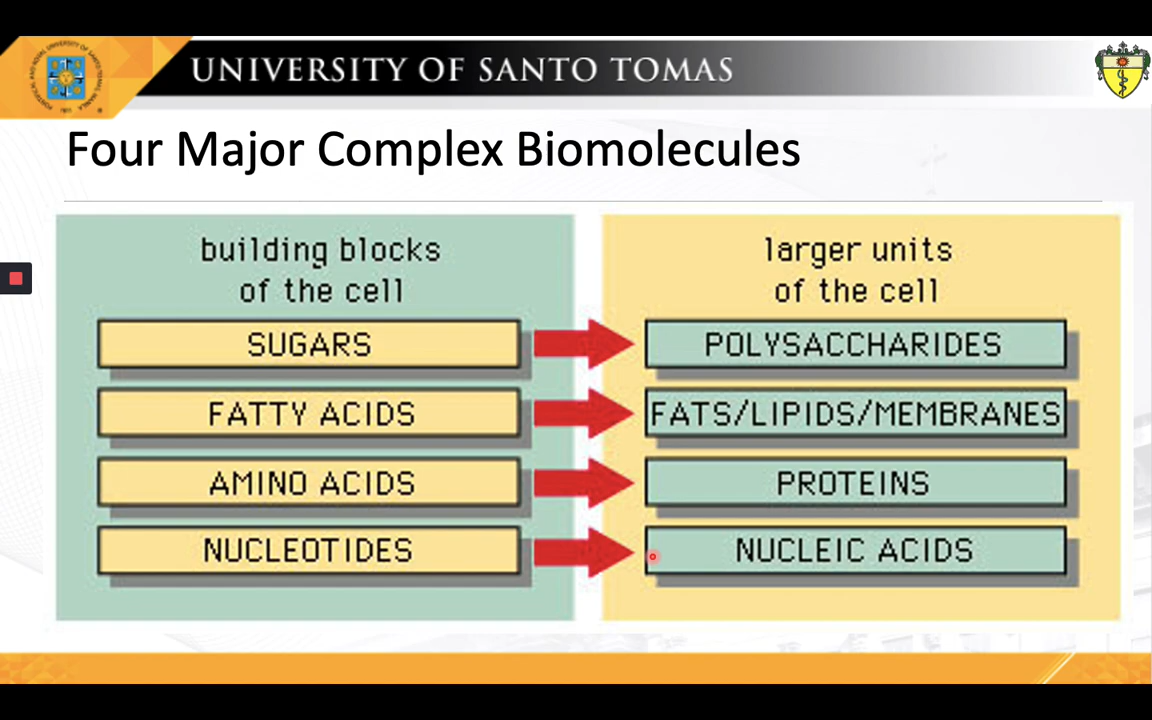 UNIVERSITY OF SANTO TOMAS
Four Major Complex Biomolecules
building blocks
of the cell
SUGARS
FATTY ACIDS
AMINO ACIDS
NUCLEOTIDES
larger units
of the cell
POLYSACCHARIDES
FATS/LIPIDS/MEMBRANES
PROTEINS
NUCLEIC ACIDS